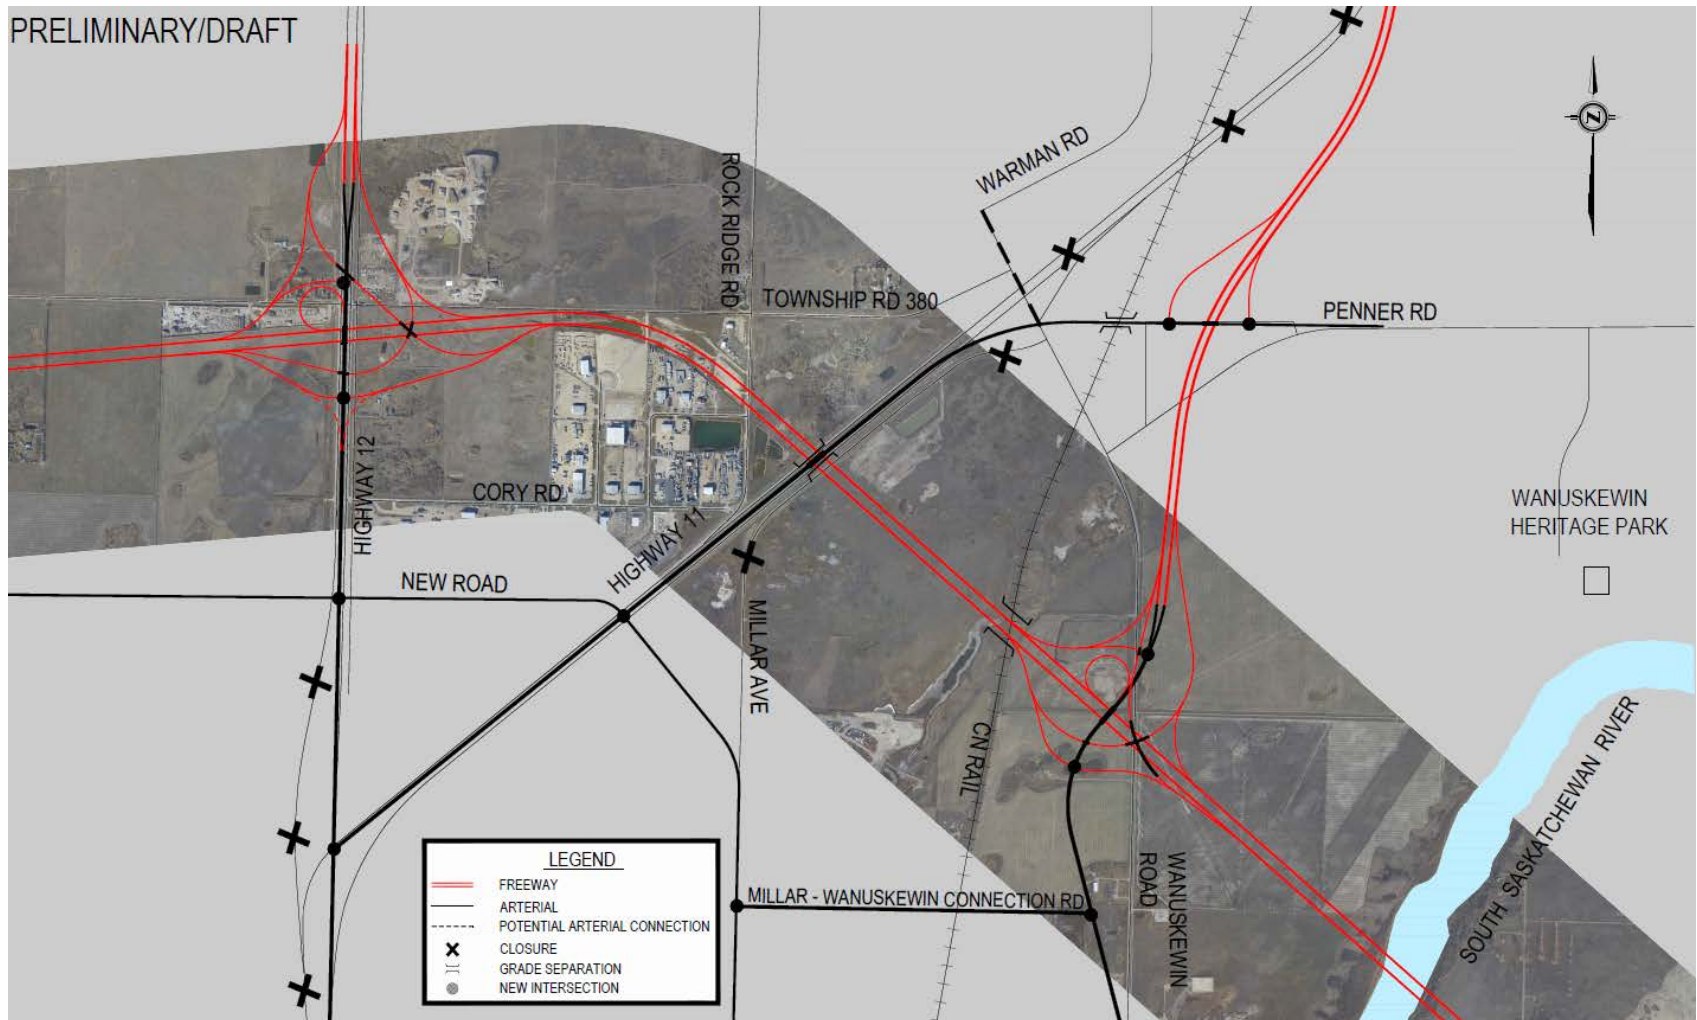 PRELIMINARY/DRAFT
WARMAN RD
ROCK RIDGE RD
TOWNSHIP RD 380
PENNER RD
HIGHWAY 12
CORY RD
HIGHWAY 11
WANUSKEWIN
HERITAGE PARK
NEW ROAD
MILLAR AVE
CN RAIL
SOUTH SASKATCHEWAN RIVER
WANUSKEWIN
ROAD
MILLAR - WANUSKEWIN CONNECTION RD
LEGEND
FREEWAY
ARTERIAL
POTENTIAL ARTERIAL CONNECTION
CLOSURE
GRADE SEPARATION
NEW INTERSECTION